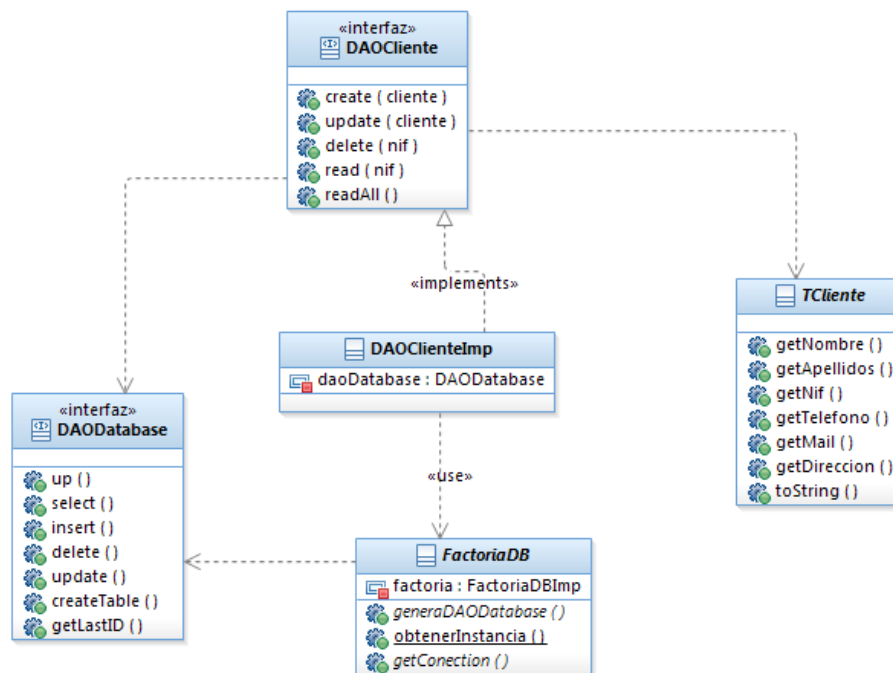 «interfaz»
DAOCliente
create ( cliente )
update ( cliente )
delete ( nif )
read ( nif )
readAll ( )
«implements»
TCliente
getNombre ( )
getApellidos ( )
getNif ( )
getTelefono ( )
getMail ( )
getDireccion ( )
toString ( )
DAOClienteImp
daoDatabase : DAODatabase
«interfaz»
DAODatabase
up ( )
select ( )
insert ( )
delete ( )
update ( )
createTable ( )
getLastID ( )
«use»
FactoriaDB
factoria : FactoriaDBImp
generaDAODatabase ( )
obtenerInstancia ( )
getConection ( )